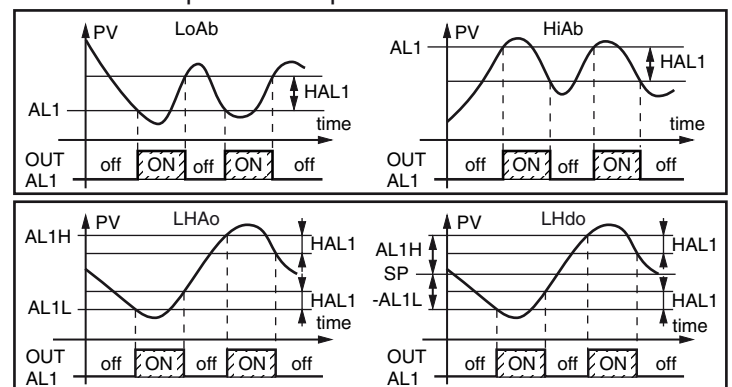 PV LoAb
AL1
HAL1
time
OUT
AL1
off ON off ON off
PV HiAb
AL1
HAL1
time
OUT
AL1
off ON off ON off
PV LHAo
AL1H
HAL1
AL1L
HAL1
time
OUT
AL1
off ON off ON off
PV LHdo
AL1H
HAL1
SP
-AL1L
HAL1
time
OUT
AL1
off ON off ON off